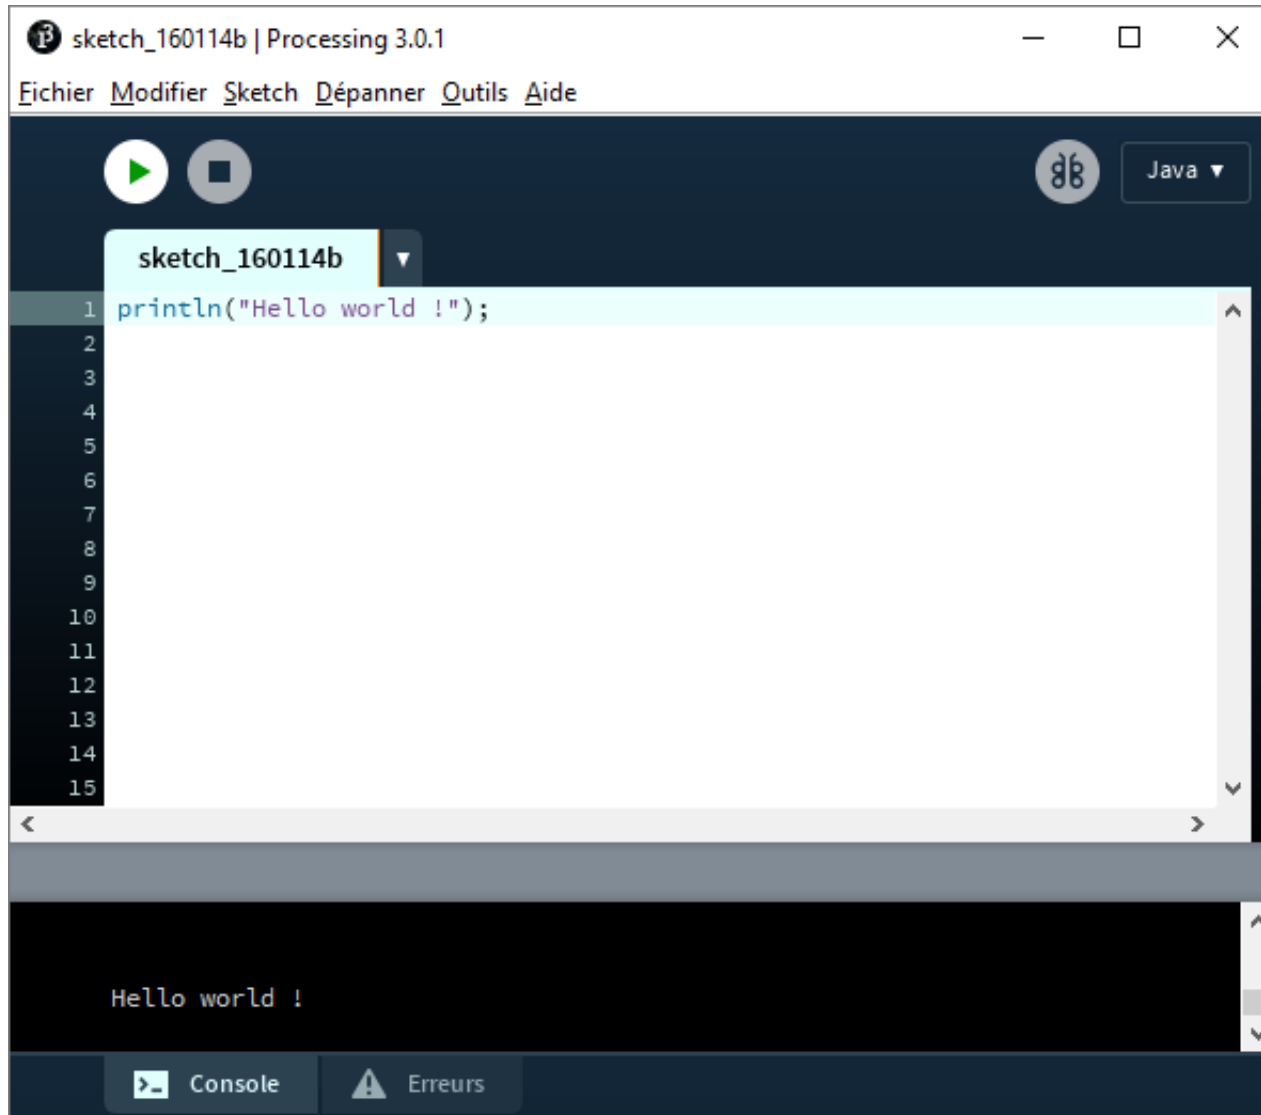 sketch_160114b | Processing 3.0.1
Fichier Modifier Sketch Dépanner Outils Aide
Java ▼
sketch_160114b ▼
1 println("Hello world !");
2
3
4
5
6
7
8
9
10
11
12
13
14
15
Hello world !
Console Erreurs